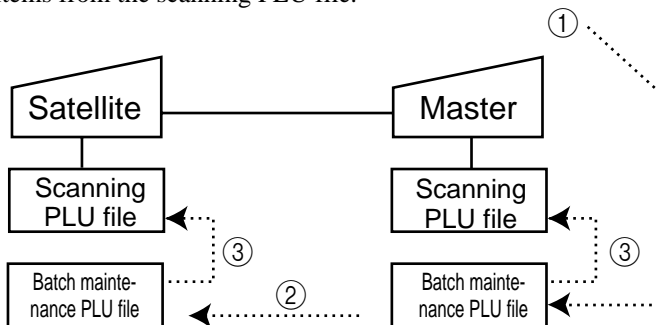 items from the scanning PLU file.
①
Satellite
Master
Scanning
PLU file
Scanning
PLU file
③
③
Batch mainte-
nance PLU file
②
Batch mainte-
nance PLU file